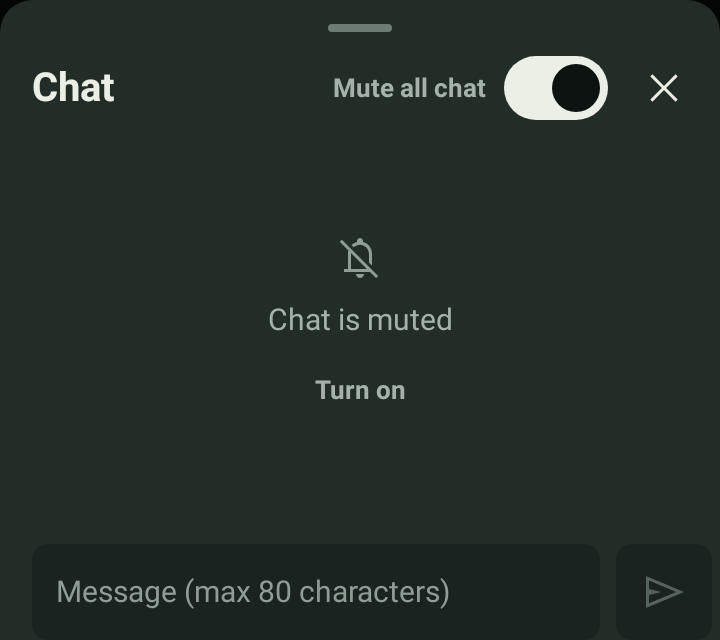 Chat
Mute all chat
Chat is muted
Turn on
Message (max 80 characters)